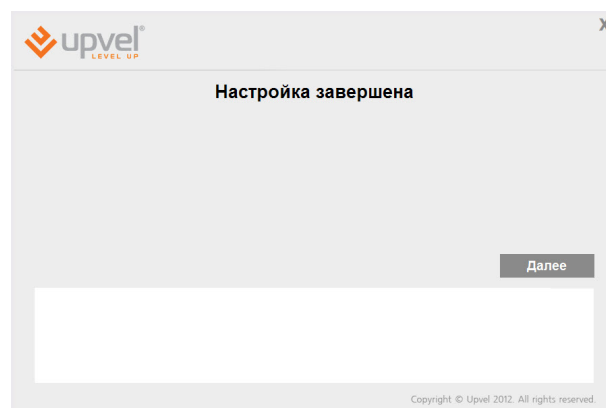 X
upvel®
LEVEL UP
Настройка завершена
Далее
Copyright © Upvel 2012. All rights reserved.